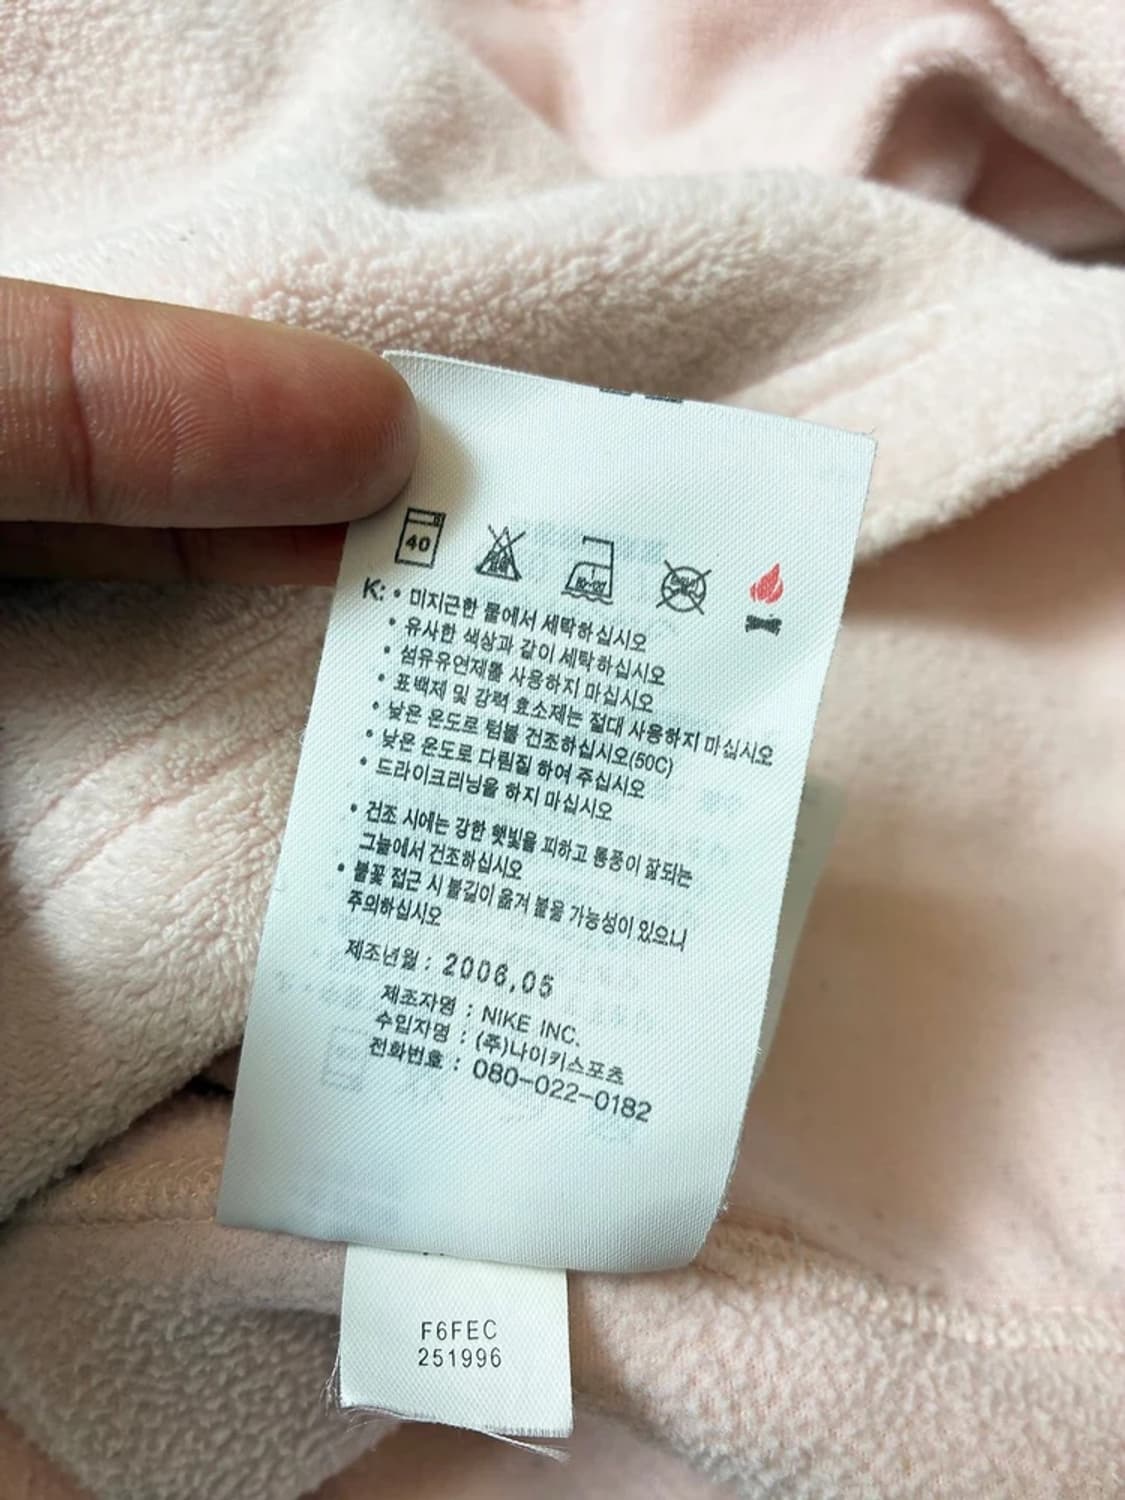 40
K: • 미지근한 물에서 세탁하십시오
• 유사한 색상과 같이 세탁하십시오
• 섬유유연제를 사용하지 마십시오
• 표백제 및 강력 효소제는 절대 사용하지 마십시오
• 낮은 온도로 텀블 건조하십시오(50C)
• 낮은 온도로 다림질 하여 주십시오
• 드라이크리닝을 하지 마십시오
• 건조 시에는 강한 햇빛을 피하고 통풍이 잘되는
그늘에서 건조하십시오
• 불꽃 접근 시 불길이 옮겨 붙을 가능성이 있으니
주의하십시오
제조년월 : 2006,05
제조자명 : NIKE INC.
수입자명 : (주)나이키스포츠
전화번호 : 080-022-0182
F6FEC
251996